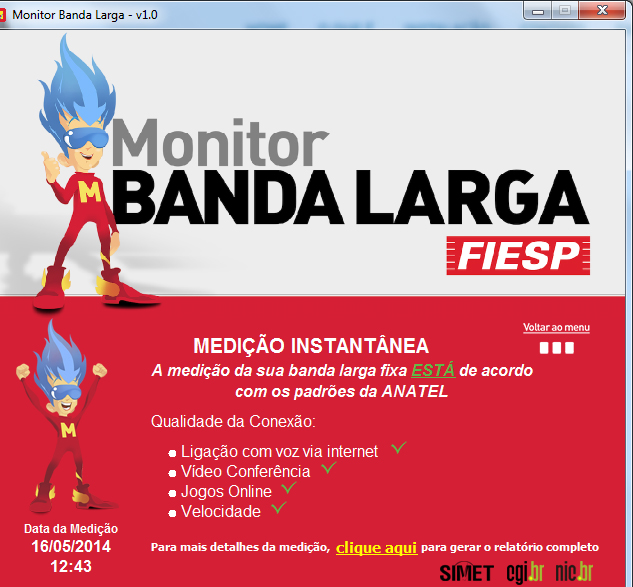 Monitor Banda Larga - v1.0
Monitor
BANDA LARGA
FIESP
M
Voltar ao menu
MEDIÇÃO INSTANTÂNEA
A medição da sua banda larga fixa ESTÁ de acordo
com os padrões da ANATEL
M
Qualidade da Conexão:
Ligação com voz via internet
Vídeo Conferência
Jogos Online
Velocidade
Data da Medição
16/05/2014
12:43
Para mais detalhes da medição, clique aqui para gerar o relatório completo
SIMET cgi.br nic.br